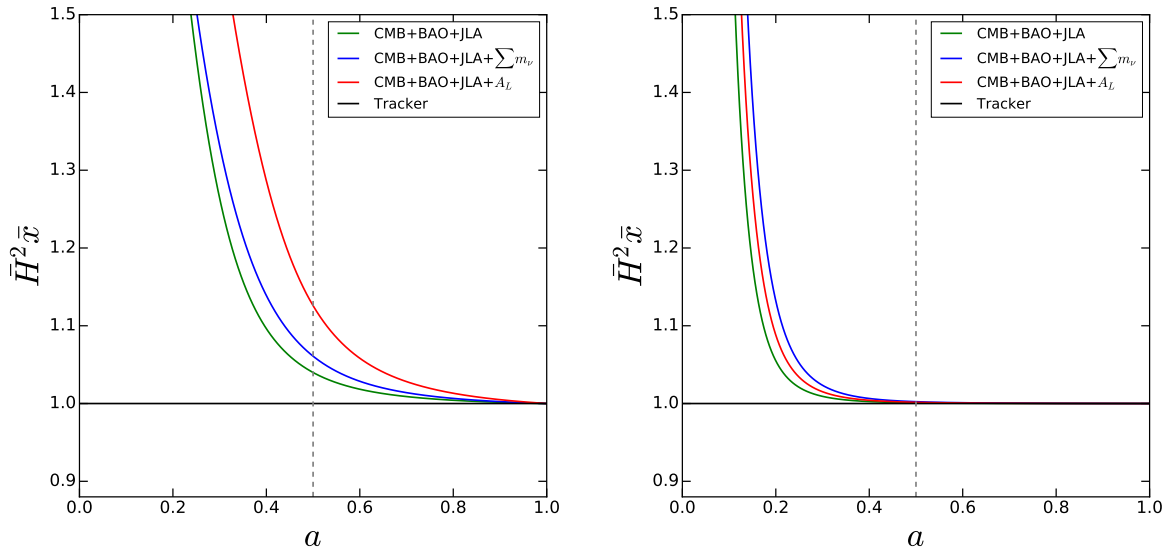 1.5
1.4
1.3
1.2
1.1
1.0
0.9
H̄²x̄
CMB+BAO+JLA
CMB+BAO+JLA+∑mν
CMB+BAO+JLA+A_L
Tracker
0.0 0.2 0.4 0.6 0.8 1.0
a
1.5
1.4
1.3
1.2
1.1
1.0
0.9
H̄²x̄
CMB+BAO+JLA
CMB+BAO+JLA+∑mν
CMB+BAO+JLA+A_L
Tracker
0.0 0.2 0.4 0.6 0.8 1.0
a